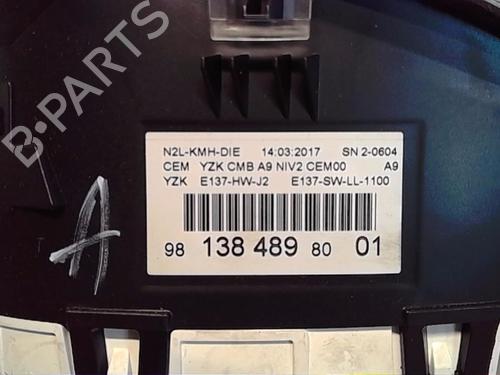 B-PARTS
N2L-KMH-DIE 14:03:2017 SN 2-0604
CEM YZK CMB A9 NIV2 CEM00 A9
YZK E137-HW-J2 E137-SW-LL-1100
98 138 489 80 01
A